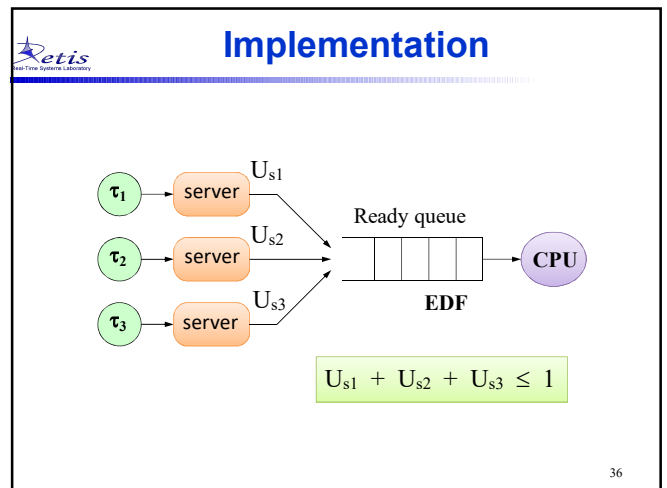 Implementation
Retis
Real-Time Systems Laboratory
τ1 server Us1
τ2 server Us2
τ3 server Us3
Ready queue
EDF
CPU
Us1 + Us2 + Us3 ≤ 1
36